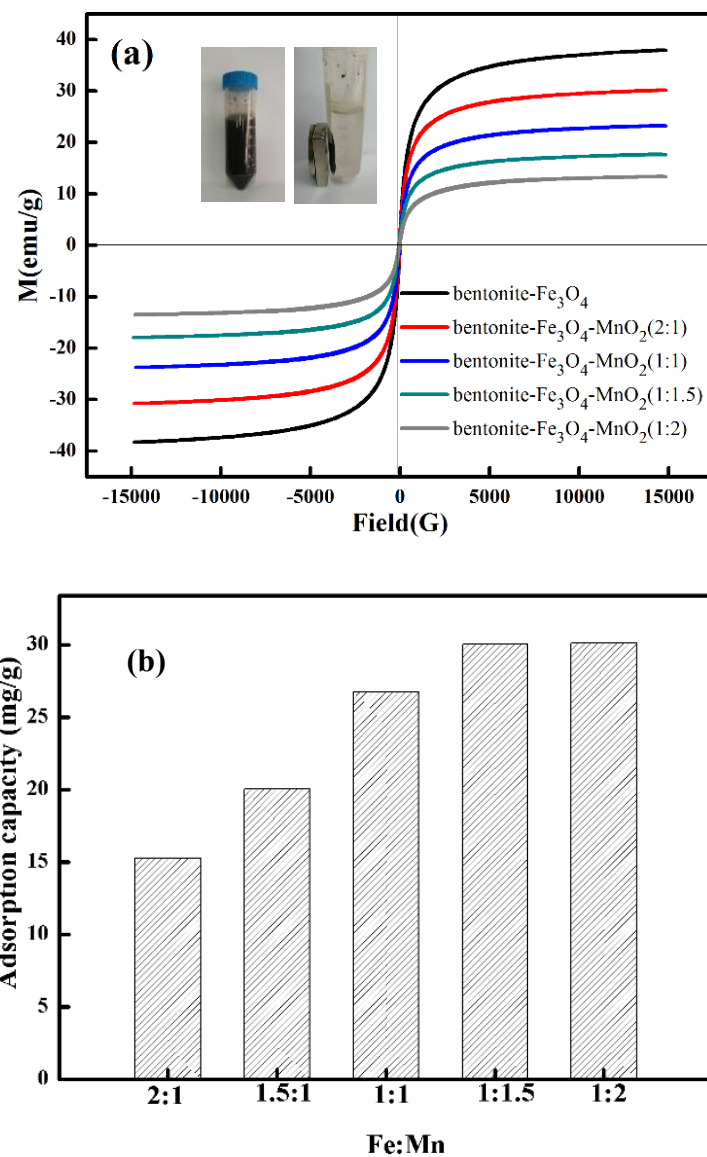 (a)
M(emu/g)
40
30
20
10
0
-10
-20
-30
-40
bentonite-Fe3O4
bentonite-Fe3O4-MnO2(2:1)
bentonite-Fe3O4-MnO2(1:1)
bentonite-Fe3O4-MnO2(1:1.5)
bentonite-Fe3O4-MnO2(1:2)
-15000 -10000 -5000 0 5000 10000 15000
Field(G)
(b)
Adsorption capacity (mg/g)
30
25
20
15
10
5
0
2:1 1.5:1 1:1 1:1.5 1:2
Fe:Mn